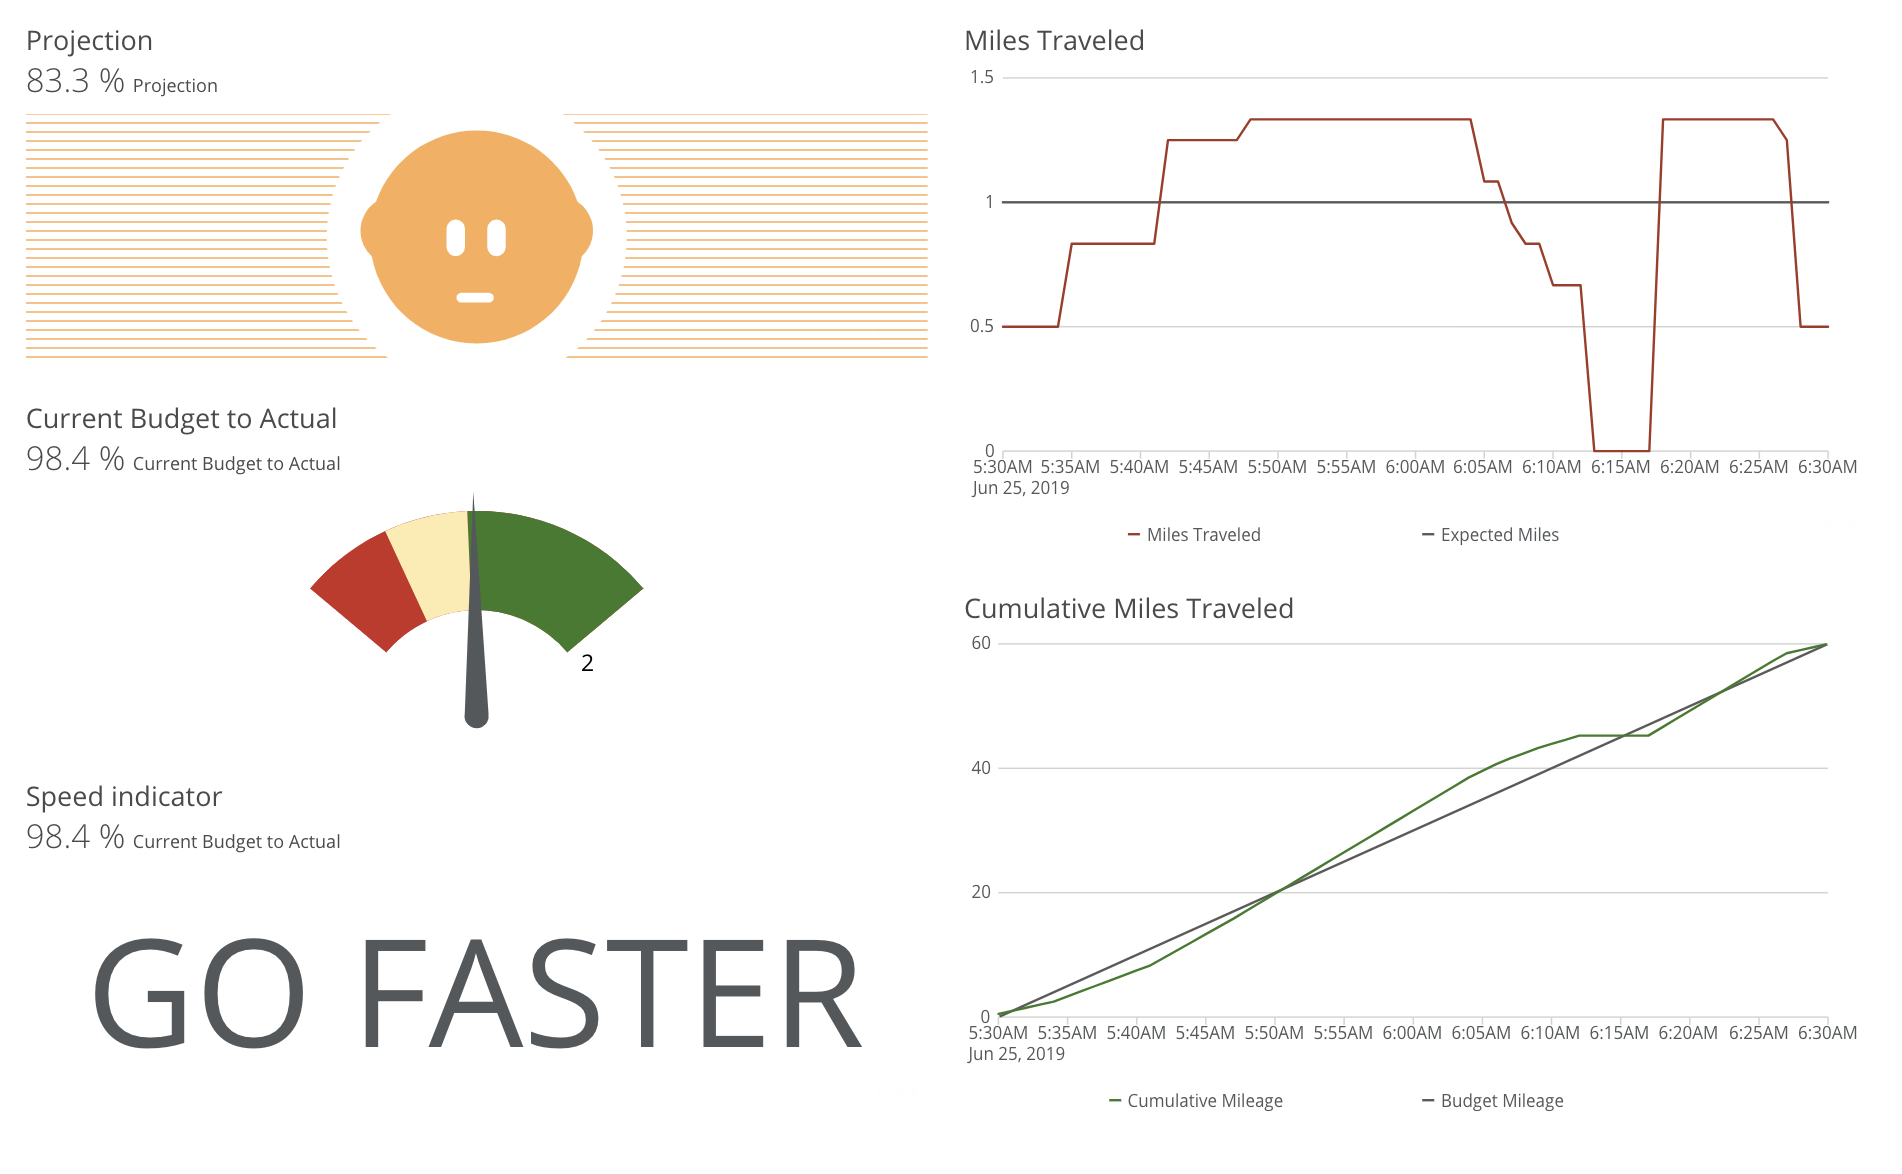 Projection
83.3 % Projection
Current Budget to Actual
98.4 % Current Budget to Actual
2
Speed indicator
98.4 % Current Budget to Actual
GO FASTER
Miles Traveled
1.5
1
0.5
0
5:30AM 5:35AM 5:40AM 5:45AM 5:50AM 5:55AM 6:00AM 6:05AM 6:10AM 6:15AM 6:20AM 6:25AM 6:30AM
Jun 25, 2019
Miles Traveled Expected Miles
Cumulative Miles Traveled
60
40
20
0
5:30AM 5:35AM 5:40AM 5:45AM 5:50AM 5:55AM 6:00AM 6:05AM 6:10AM 6:15AM 6:20AM 6:25AM 6:30AM
Jun 25, 2019
Cumulative Mileage Budget Mileage